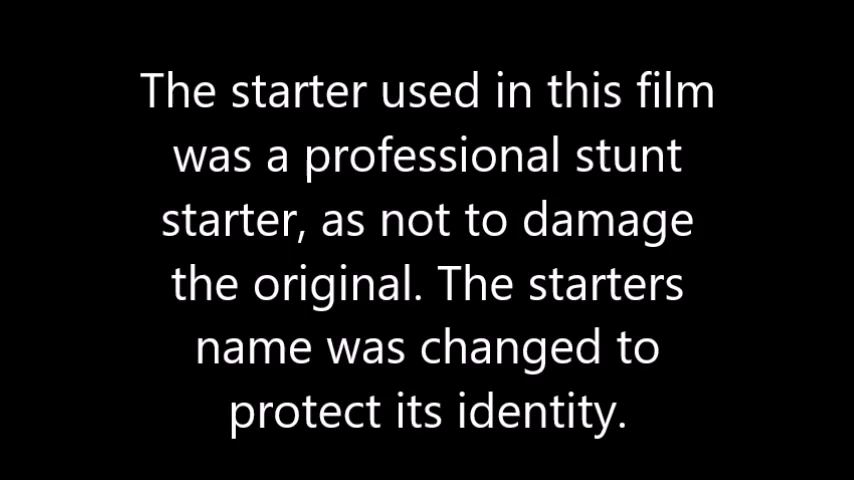 The starter used in this film
was a professional stunt
starter, as not to damage
the original. The starters
name was changed to
protect its identity.